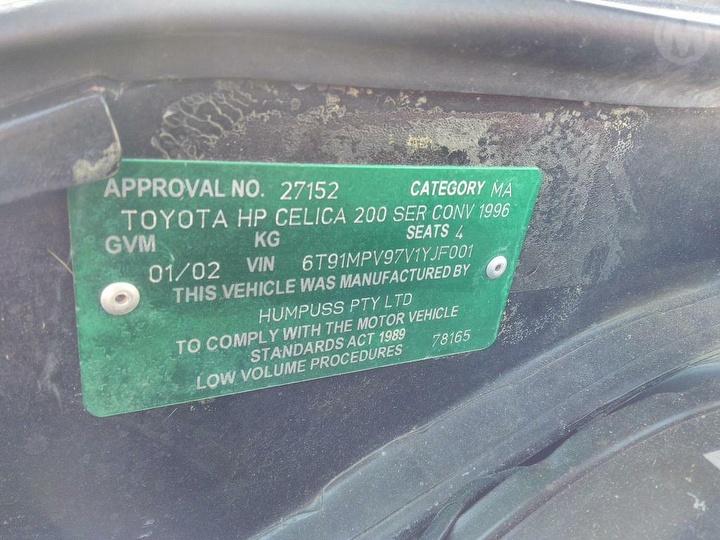 APPROVAL NO. 27152 CATEGORY MA
TOYOTA HP CELICA 200 SER CONV 1996
GVM KG SEATS 4
01/02 VIN 6T91MPV97V1YJF001
THIS VEHICLE WAS MANUFACTURED BY
HUMPUSS PTY LTD
TO COMPLY WITH THE MOTOR VEHICLE
STANDARDS ACT 1989 78165
LOW VOLUME PROCEDURES
M